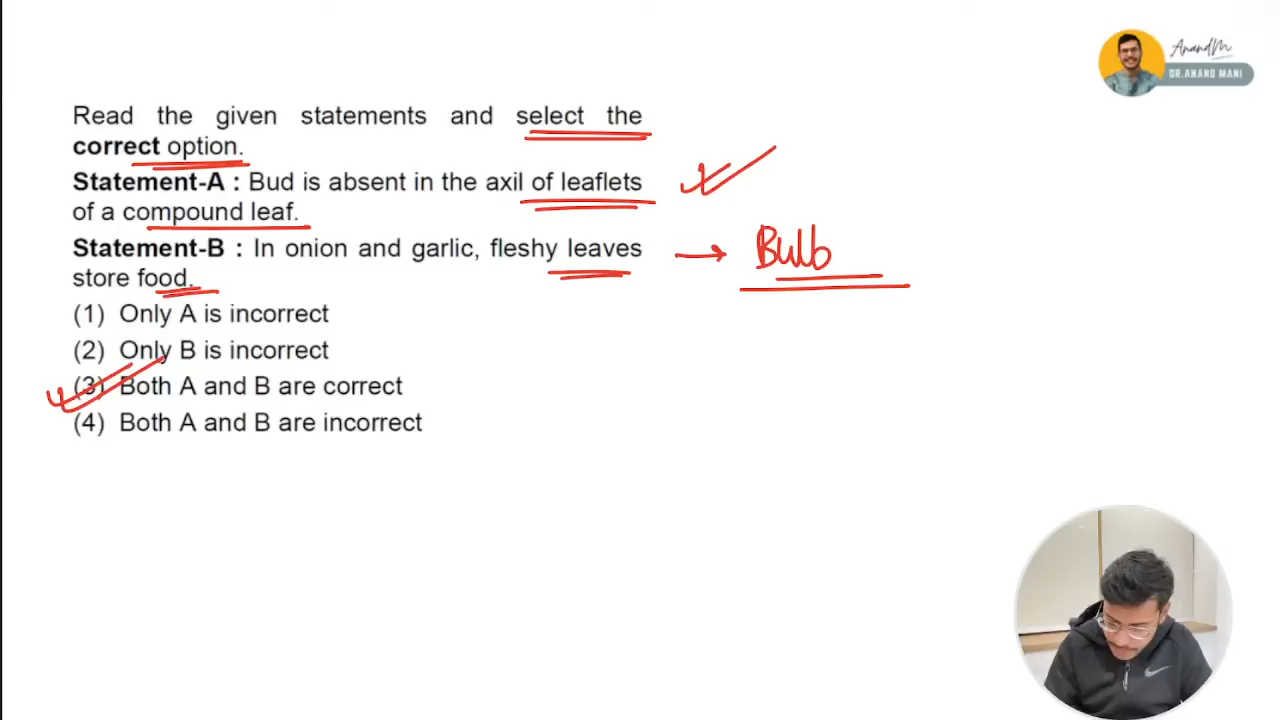 AnandM
DR.ANAND MANI
Read the given statements and select the
correct option.
Statement-A : Bud is absent in the axil of leaflets
of a compound leaf.
Statement-B : In onion and garlic, fleshy leaves
store food.
Bulb
(1) Only A is incorrect
(2) Only B is incorrect
(3) Both A and B are correct
(4) Both A and B are incorrect